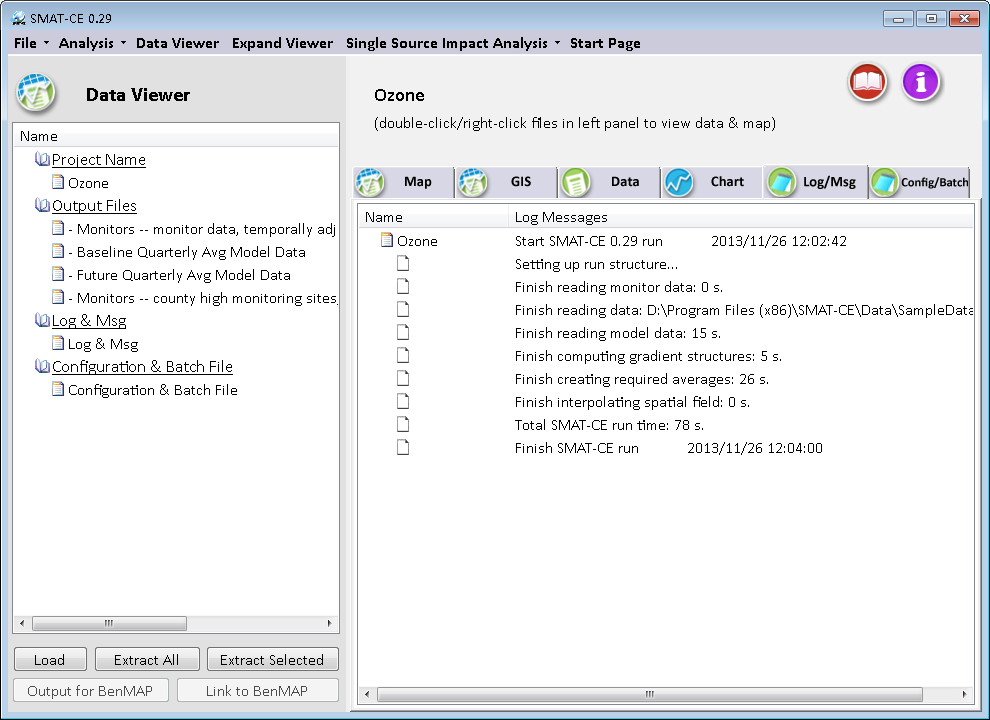 SMAT-CE 0.29
File Analysis Data Viewer Expand Viewer Single Source Impact Analysis Start Page
Data Viewer
Name
Project Name
Ozone
Output Files
- Monitors -- monitor data, temporally adj
- Baseline Quarterly Avg Model Data
- Future Quarterly Avg Model Data
- Monitors -- county high monitoring sites,
Log & Msg
Log & Msg
Configuration & Batch File
Configuration & Batch File
Load Extract All Extract Selected
Output for BenMAP Link to BenMAP
Ozone
(double-click/right-click files in left panel to view data & map)
Map GIS Data Chart Log/Msg Config/Batch
Name Log Messages
Ozone Start SMAT-CE 0.29 run 2013/11/26 12:02:42
Setting up run structure...
Finish reading monitor data: 0 s.
Finish reading data: D:\Program Files (x86)\SMAT-CE\Data\SampleData
Finish reading model data: 15 s.
Finish computing gradient structures: 5 s.
Finish creating required averages: 26 s.
Finish interpolating spatial field: 0 s.
Total SMAT-CE run time: 78 s.
Finish SMAT-CE run 2013/11/26 12:04:00